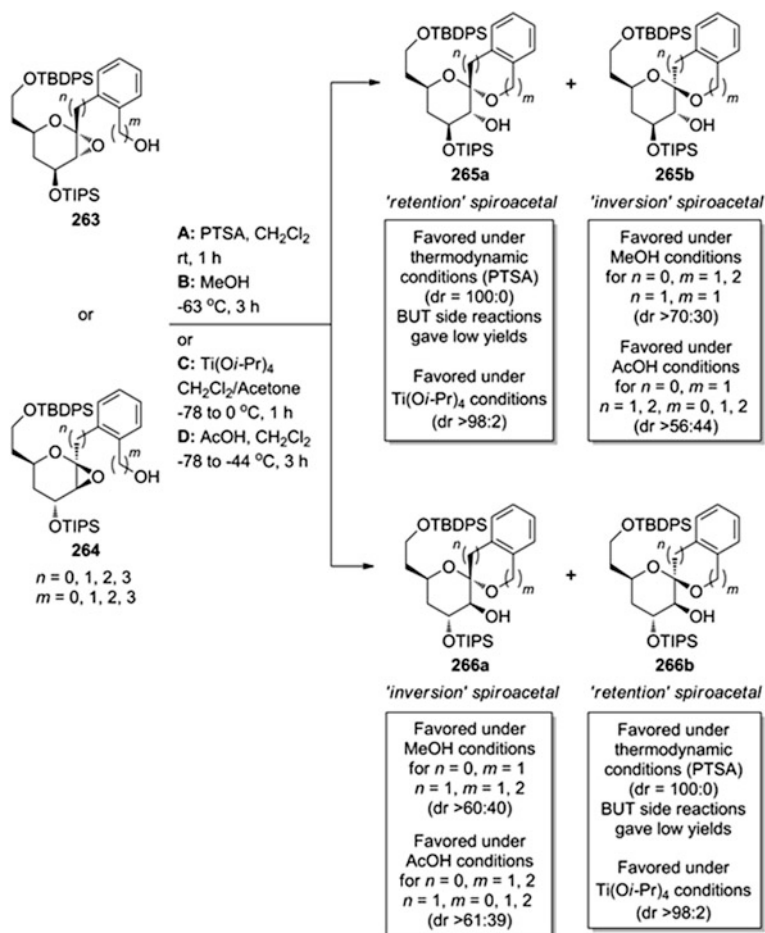 OTBDPS
n
O
m
O
OH
OTIPS
263
or
OTBDPS
n
O
m
O
OH
OTIPS
264
n = 0, 1, 2, 3
m = 0, 1, 2, 3
A: PTSA, CH2Cl2
rt, 1 h
B: MeOH
-63 °C, 3 h
or
C: Ti(Oi-Pr)4
CH2Cl2/Acetone
-78 to 0 °C, 1 h
D: AcOH, CH2Cl2
-78 to -44 °C, 3 h
OTBDPS
n
O
O
m
OH
OTIPS
265a
'retention' spiroacetal
Favored under
thermodynamic
conditions (PTSA)
(dr = 100:0)
BUT side reactions
gave low yields
Favored under
Ti(Oi-Pr)4 conditions
(dr >98:2)
+
OTBDPS
n
O
O
m
OH
OTIPS
265b
'inversion' spiroacetal
Favored under
MeOH conditions
for n = 0, m = 1, 2
n = 1, m = 1
(dr >70:30)
Favored under
AcOH conditions
for n = 0, m = 1
n = 1, 2, m = 0, 1, 2
(dr >56:44)
OTBDPS
n
O
O
m
OH
OTIPS
266a
'inversion' spiroacetal
Favored under
MeOH conditions
for n = 0, m = 1
n = 1, m = 1, 2
(dr >60:40)
Favored under
AcOH conditions
for n = 0, m = 1, 2
n = 1, m = 0, 1, 2
(dr >61:39)
+
OTBDPS
n
O
O
m
OH
OTIPS
266b
'retention' spiroacetal
Favored under
thermodynamic
conditions (PTSA)
(dr = 100:0)
BUT side reactions
gave low yields
Favored under
Ti(Oi-Pr)4 conditions
(dr >98:2)